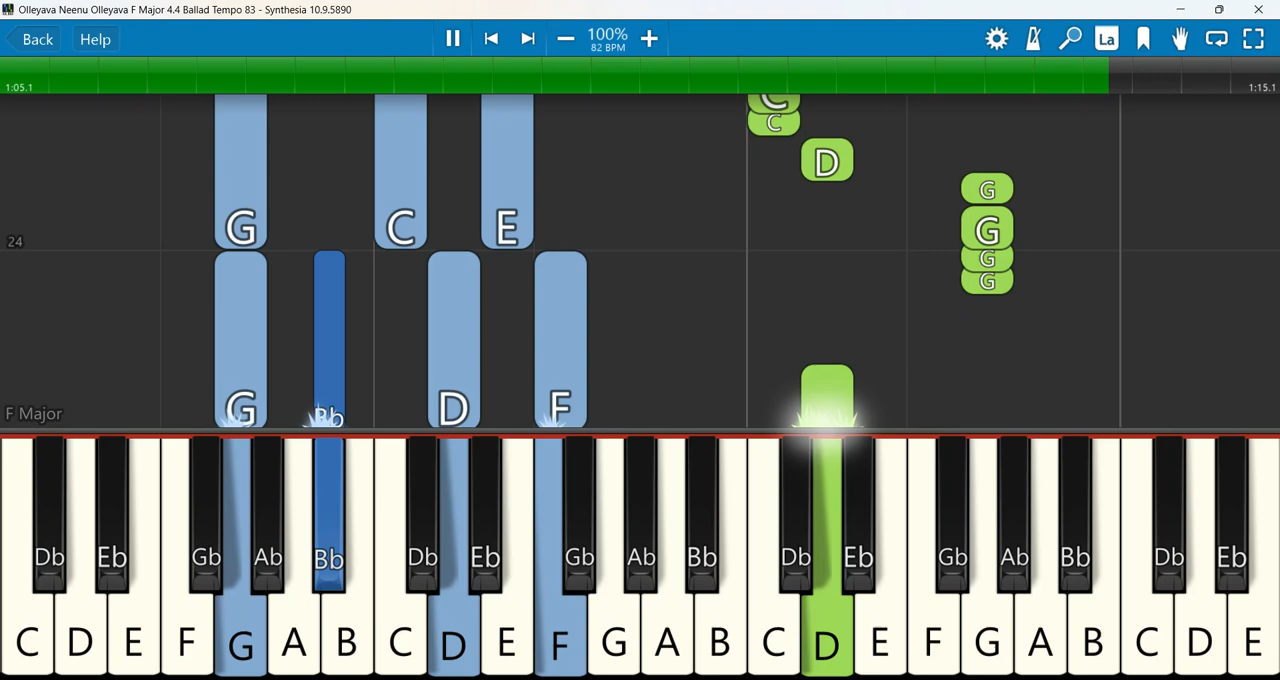 Olleyava Neenu Olleyava F Major 4.4 Ballad Tempo 83 - Synthesia 10.9.5890
Back Help 100% La
82 BPM
1:05.1 1:15.1
C
C
D
G
G C E G
24
G
G
G D F
F Major Bb
Db Eb Gb Ab Bb Db Eb Gb Ab Bb Db Eb Gb Ab Bb Db Eb
C D E F G A B C D E F G A B C D E F G A B C D E